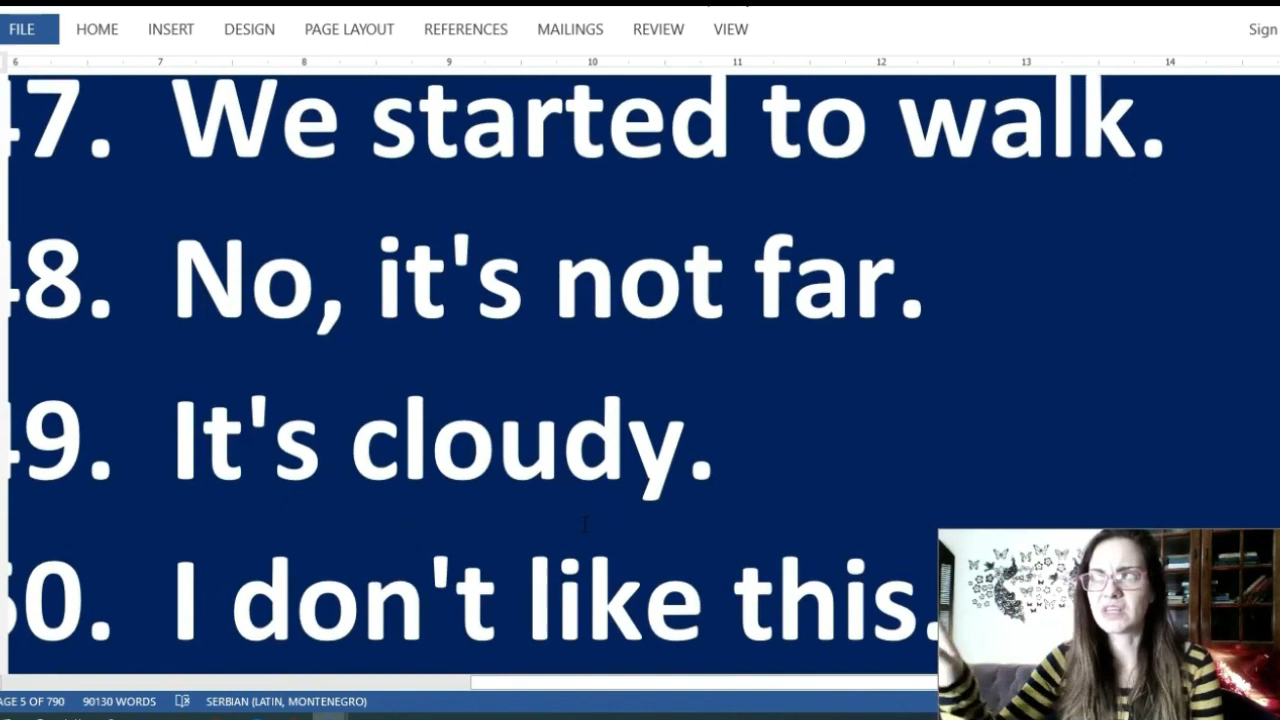 FILE HOME INSERT DESIGN PAGE LAYOUT REFERENCES MAILINGS REVIEW VIEW Sign
6 7 8 9 10 11 12 13 14
7. We started to walk.
8. No, it's not far.
9. It's cloudy.
0. I don't like this.
AGE 5 OF 790 90130 WORDS SERBIAN (LATIN, MONTENEGRO)